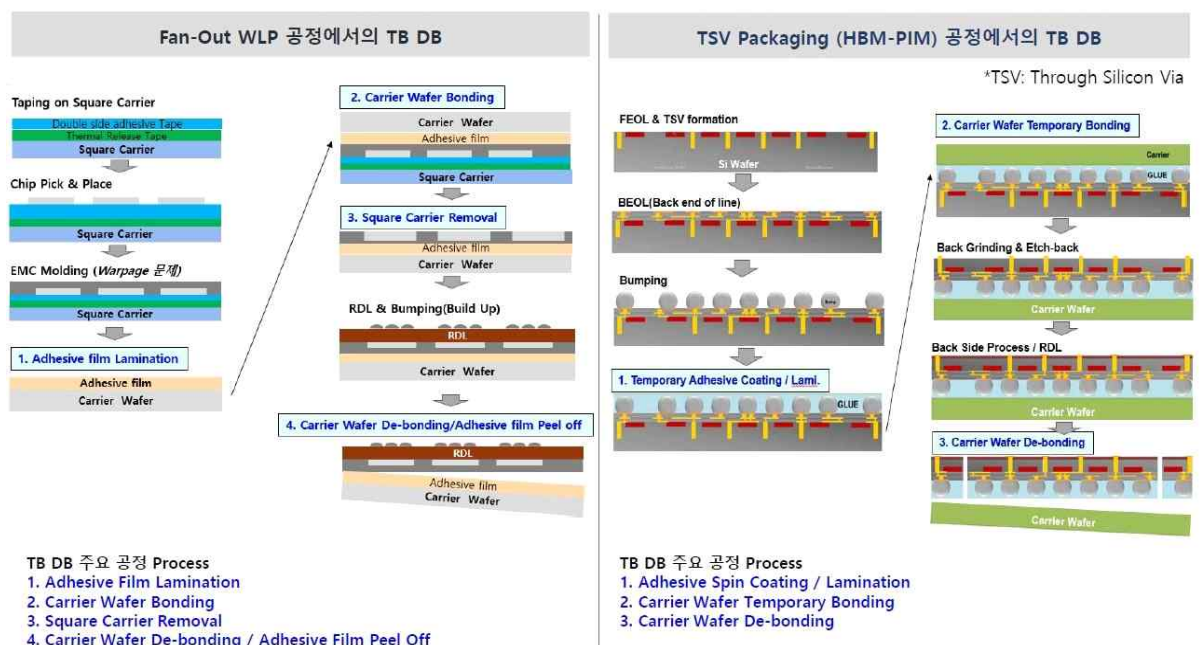 Fan-Out WLP 공정에서의 TB DB
Taping on Square Carrier
Double side adhesive Tape
Thermal Release Tape
Square Carrier
Chip Pick & Place
Square Carrier
EMC Molding (Warpage 문제)
Square Carrier
1. Adhesive film Lamination
Adhesive film
Carrier Wafer
2. Carrier Wafer Bonding
Carrier Wafer
Adhesive film
Square Carrier
3. Square Carrier Removal
Adhesive film
Carrier Wafer
RDL & Bumping(Build Up)
RDL
Carrier Wafer
4. Carrier Wafer De-bonding/Adhesive film Peel off
RDL
Adhesive film
Carrier Wafer
TB DB 주요 공정 Process
1. Adhesive Film Lamination
2. Carrier Wafer Bonding
3. Square Carrier Removal
4. Carrier Wafer De-bonding / Adhesive Film Peel Off
TSV Packaging (HBM-PIM) 공정에서의 TB DB
*TSV: Through Silicon Via
FEOL & TSV formation
Si Wafer
BEOL(Back end of line)
Bumping
1. Temporary Adhesive Coating / Lami.
GLUE
2. Carrier Wafer Temporary Bonding
Carrier
GLUE
Back Grinding & Etch-back
Carrier Wafer
Back Side Process / RDL
Carrier Wafer
3. Carrier Wafer De-bonding
Carrier Wafer
TB DB 주요 공정 Process
1. Adhesive Spin Coating / Lamination
2. Carrier Wafer Temporary Bonding
3. Carrier Wafer De-bonding